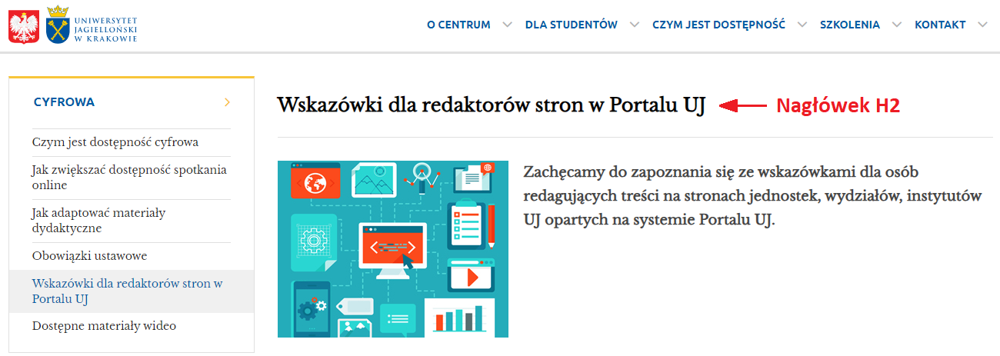 UNIWERSYTET
JAGIELLOŃSKI
W KRAKOWIE
O CENTRUM
DLA STUDENTÓW
CZYM JEST DOSTĘPNOŚĆ
SZKOLENIA
KONTAKT
CYFROWA
Czym jest dostępność cyfrowa
Jak zwiększać dostępność spotkania
online
Jak adaptować materiały
dydaktyczne
Obowiązki ustawowe
Wskazówki dla redaktorów stron w
Portalu UJ
Dostępne materiały wideo
Wskazówki dla redaktorów stron w Portalu UJ
Nagłówek H2
Zachęcamy do zapoznania się ze wskazówkami dla osób
redagujących treści na stronach jednostek, wydziałów, instytutów
UJ opartych na systemie Portalu UJ.